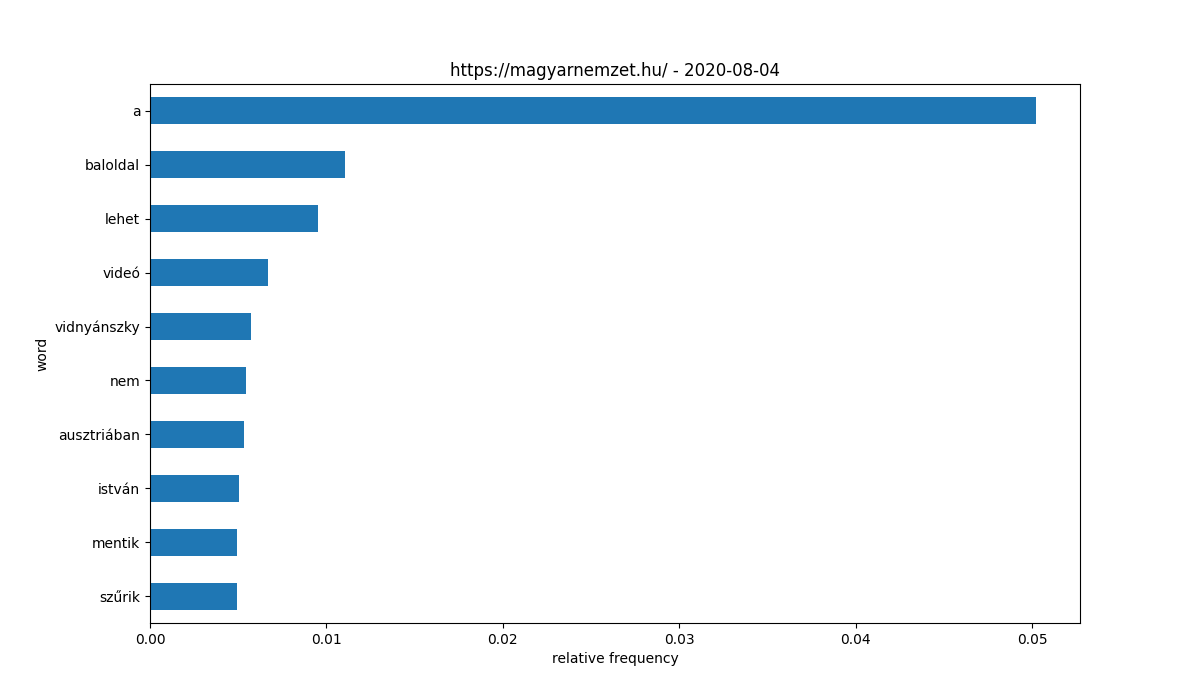 https://magyarnemzet.hu/ - 2020-08-04
a
baloldal
lehet
videó
vidnyánszky
nem
ausztriában
istván
mentik
szűrik
word
0.00 0.01 0.02 0.03 0.04 0.05
relative frequency